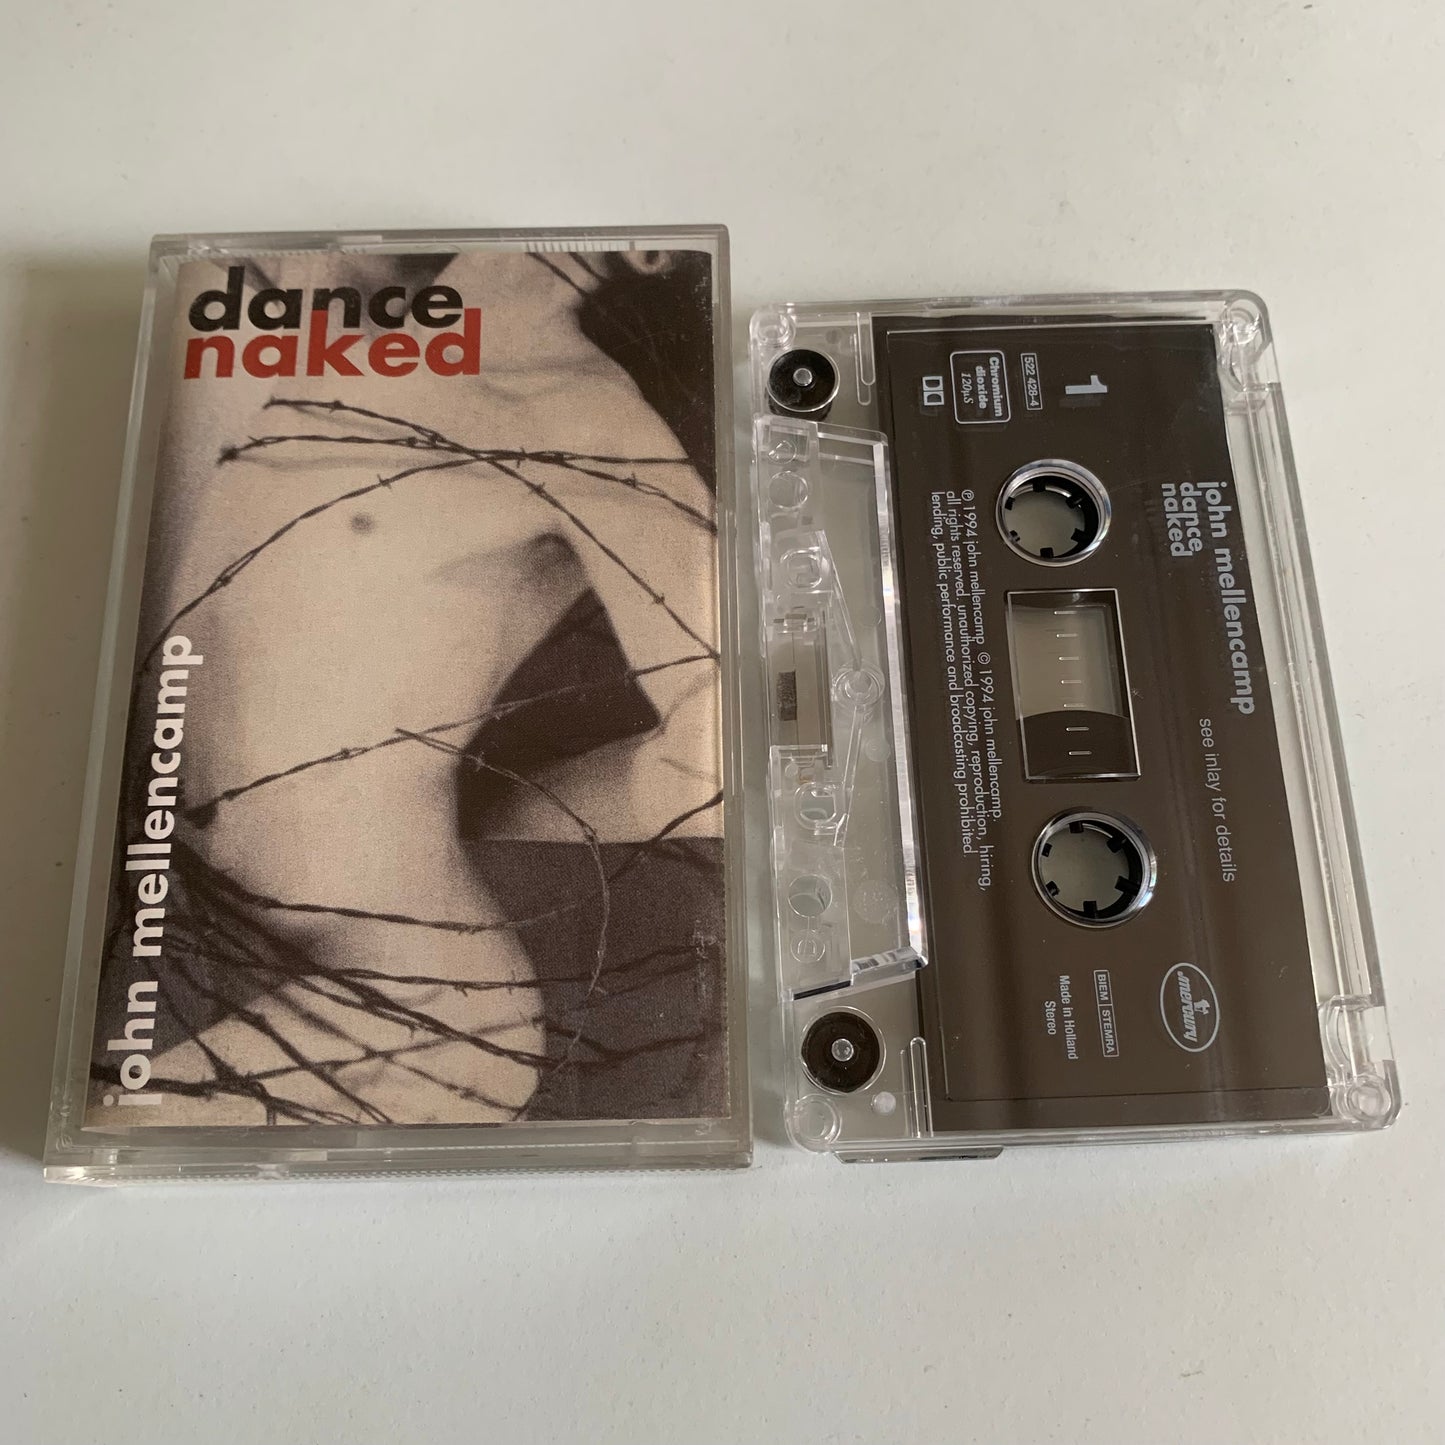 dance
naked
john mellencamp
1
522 428-4
Chromium
dioxide
120µS
john mellencamp
dance
naked
see inlay for details
℗ 1994 john mellencamp © 1994 john mellencamp.
all rights reserved. unauthorized copying, reproduction, hiring,
lending, public performance and broadcasting prohibited.
BIEM STEMRA
Made in Holland
Stereo
mercury